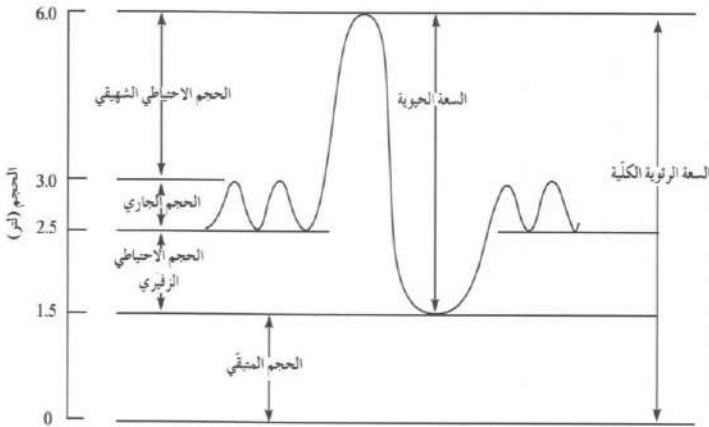 6.0
الحجم الاحتياطي الشهيقي
السعة الحيوية
السعة الرئوية الكلّية
3.0
الحجم الجاري
الحجم (لتر)
2.5
الحجم الاحتياطي
الزفيري
1.5
الحجم المتبقّي
0